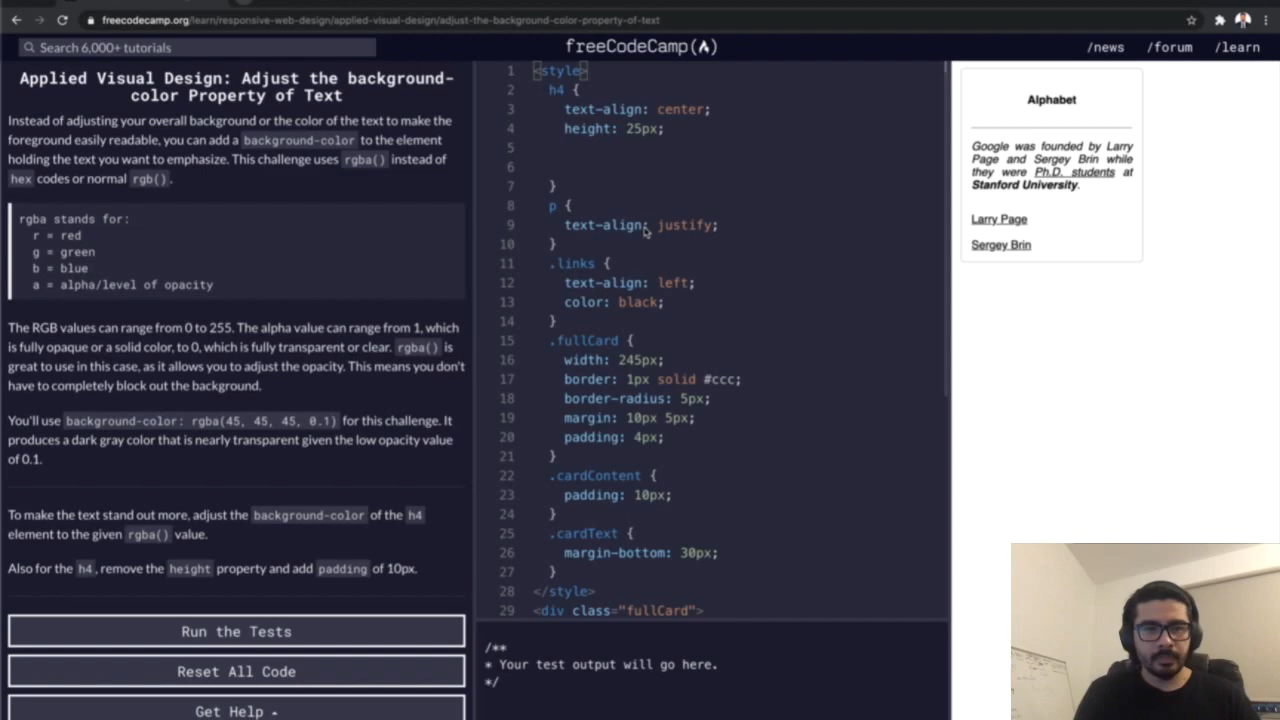 freecodecamp.org/learn/responsive-web-design/applied-visual-design/adjust-the-background-color-property-of-text
Search 6,000+ tutorials
freeCodeCamp
/news
/forum
/learn
Applied Visual Design: Adjust the background-
color Property of Text
Instead of adjusting your overall background or the color of the text to make the
foreground easily readable, you can add a background-color to the element
holding the text you want to emphasize. This challenge uses rgba() instead of
hex codes or normal rgb().
rgba stands for:
r = red
g = green
b = blue
a = alpha/level of opacity
The RGB values can range from 0 to 255. The alpha value can range from 1, which
is fully opaque or a solid color, to 0, which is fully transparent or clear. rgba() is
great to use in this case, as it allows you to adjust the opacity. This means you don't
have to completely block out the background.
You'll use background-color: rgba(45, 45, 45, 0.1) for this challenge. It
produces a dark gray color that is nearly transparent given the low opacity value
of 0.1.
To make the text stand out more, adjust the background-color of the h4
element to the given rgba() value.
Also for the h4, remove the height property and add padding of 10px.
Run the Tests
Reset All Code
Get Help
1 <style>
2 h4 {
3 text-align: center;
4 height: 25px;
5
6
7 }
8 p {
9 text-align: justify;
10 }
11 .links {
12 text-align: left;
13 color: black;
14 }
15 .fullCard {
16 width: 245px;
17 border: 1px solid #ccc;
18 border-radius: 5px;
19 margin: 10px 5px;
20 padding: 4px;
21 }
22 .cardContent {
23 padding: 10px;
24 }
25 .cardText {
26 margin-bottom: 30px;
27 }
28 </style>
29 <div class="fullCard">
/**
* Your test output will go here.
*/
Alphabet
Google was founded by Larry
Page and Sergey Brin while
they were Ph.D. students at
Stanford University.
Larry Page
Sergey Brin